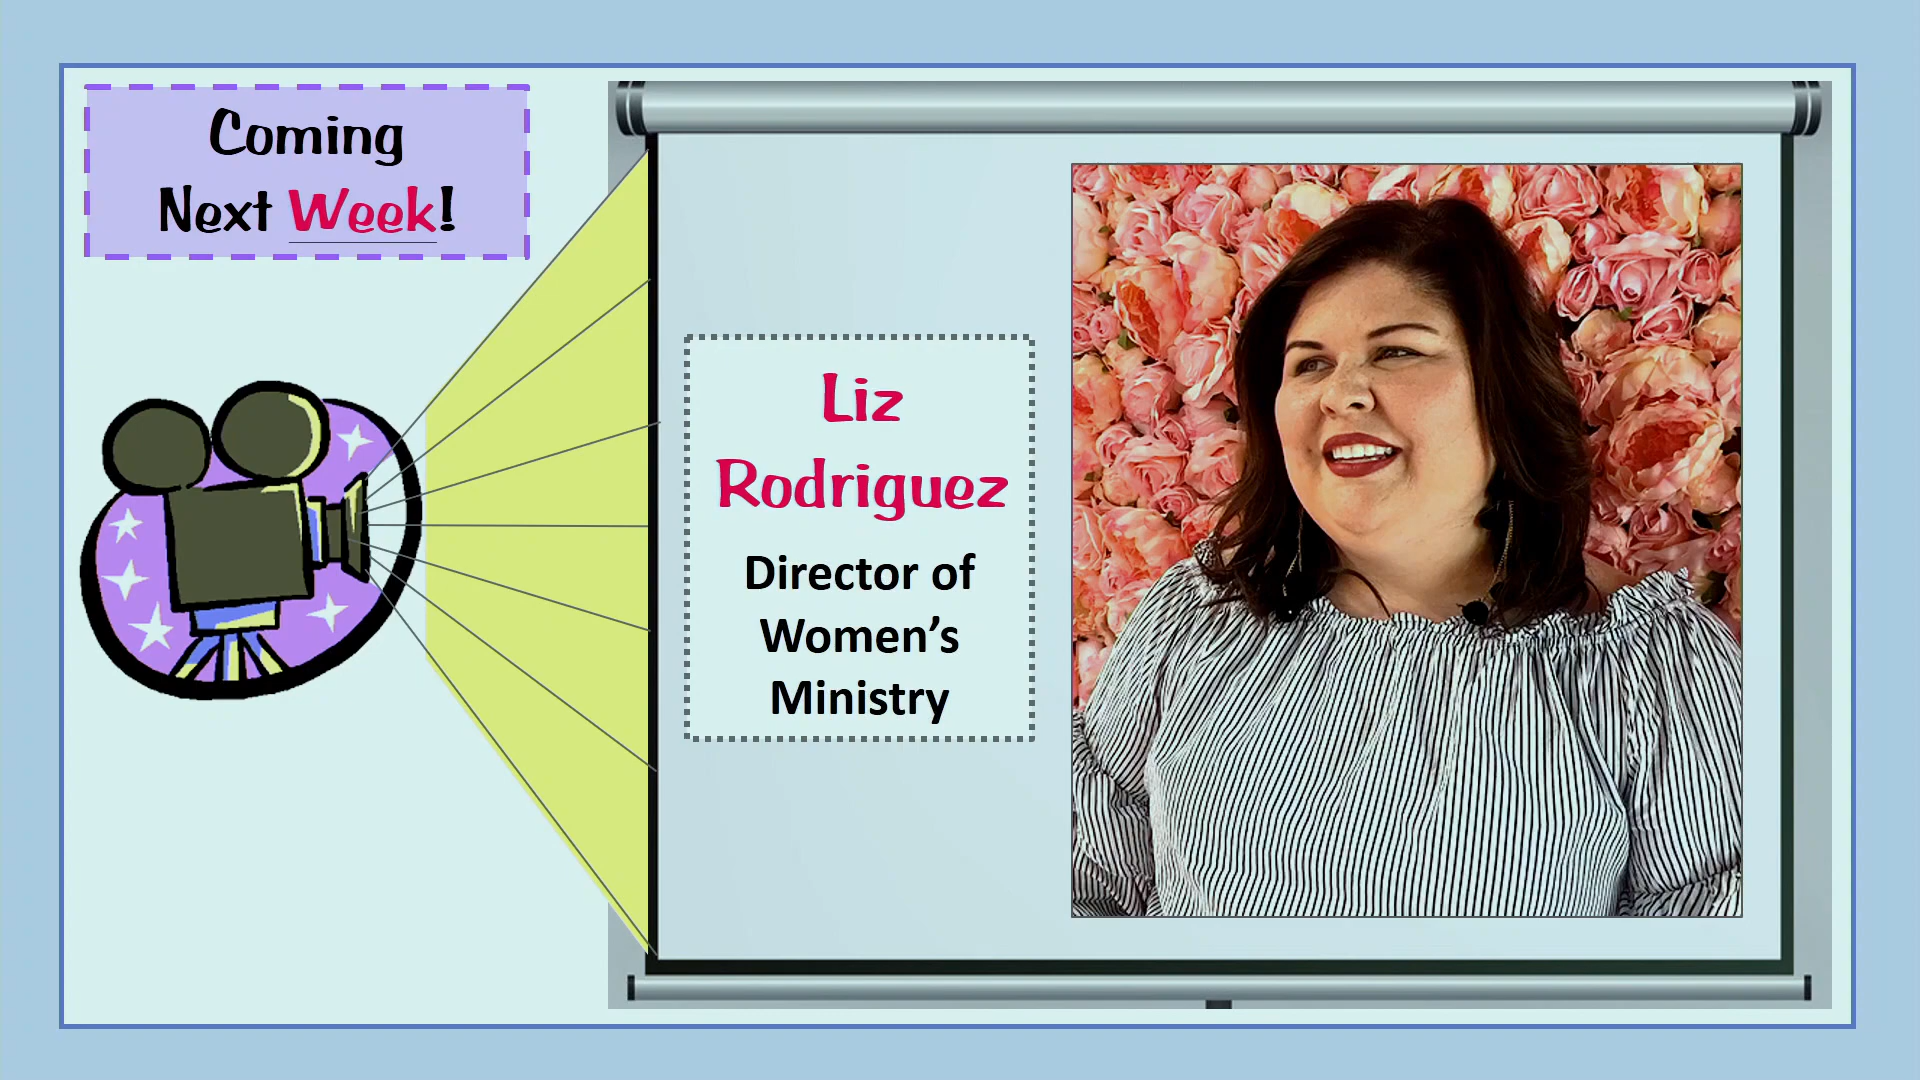 Coming
Next Week!
Liz
Rodriguez
Director of
Women’s
Ministry